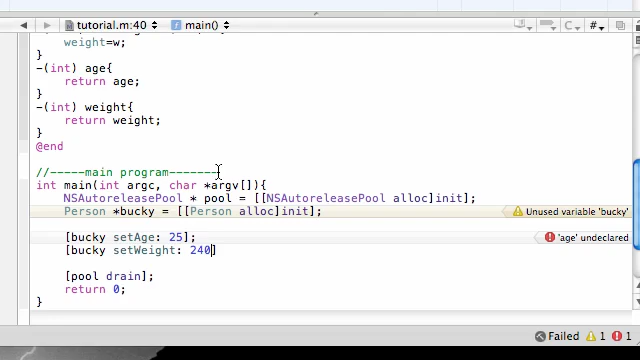 tutorial.m:40 main()
C #
weight=w;
}
-(int) age{
return age;
}
-(int) weight{
return weight;
}
@end
//-----main program-------
int main(int argc, char *argv[]){
NSAutoreleasePool * pool = [[NSAutoreleasePool alloc]init];
Person *bucky = [[Person alloc]init]; Unused variable 'bucky'
[bucky setAge: 25]; 'age' undeclared
[bucky setWeight: 240]
[pool drain];
return 0;
}
Failed 1 1